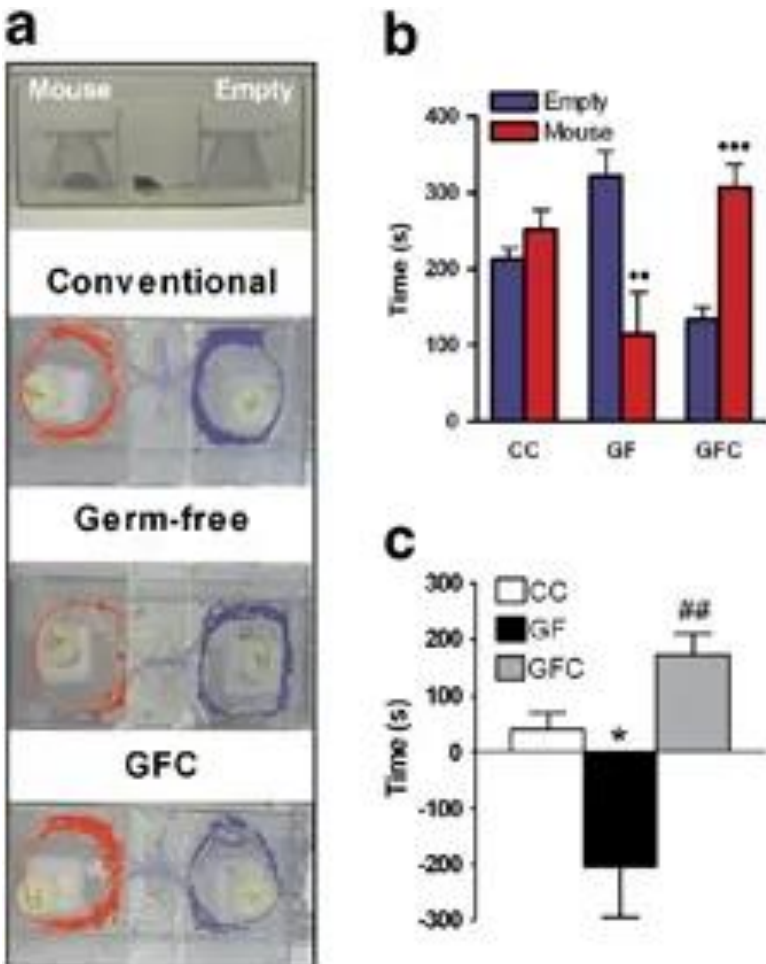 a
Mouse Empty
Conventional
Germ-free
GFC
b
Empty
Mouse
400
300
200
100
0
Time (s)
•• 
•••
CC GF GFC
c
300
200
100
0
-100
-200
-300
Time (s)
CC
GF
GFC
*
##